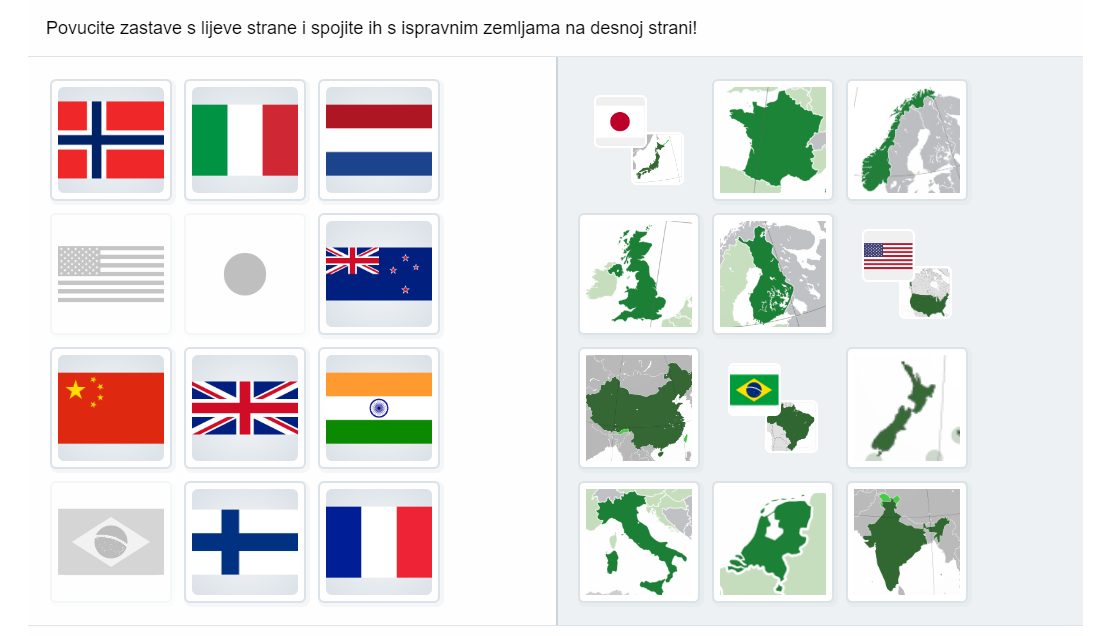 Povucite zastave s lijeve strane i spojite ih s ispravnim zemljama na desnoj strani!